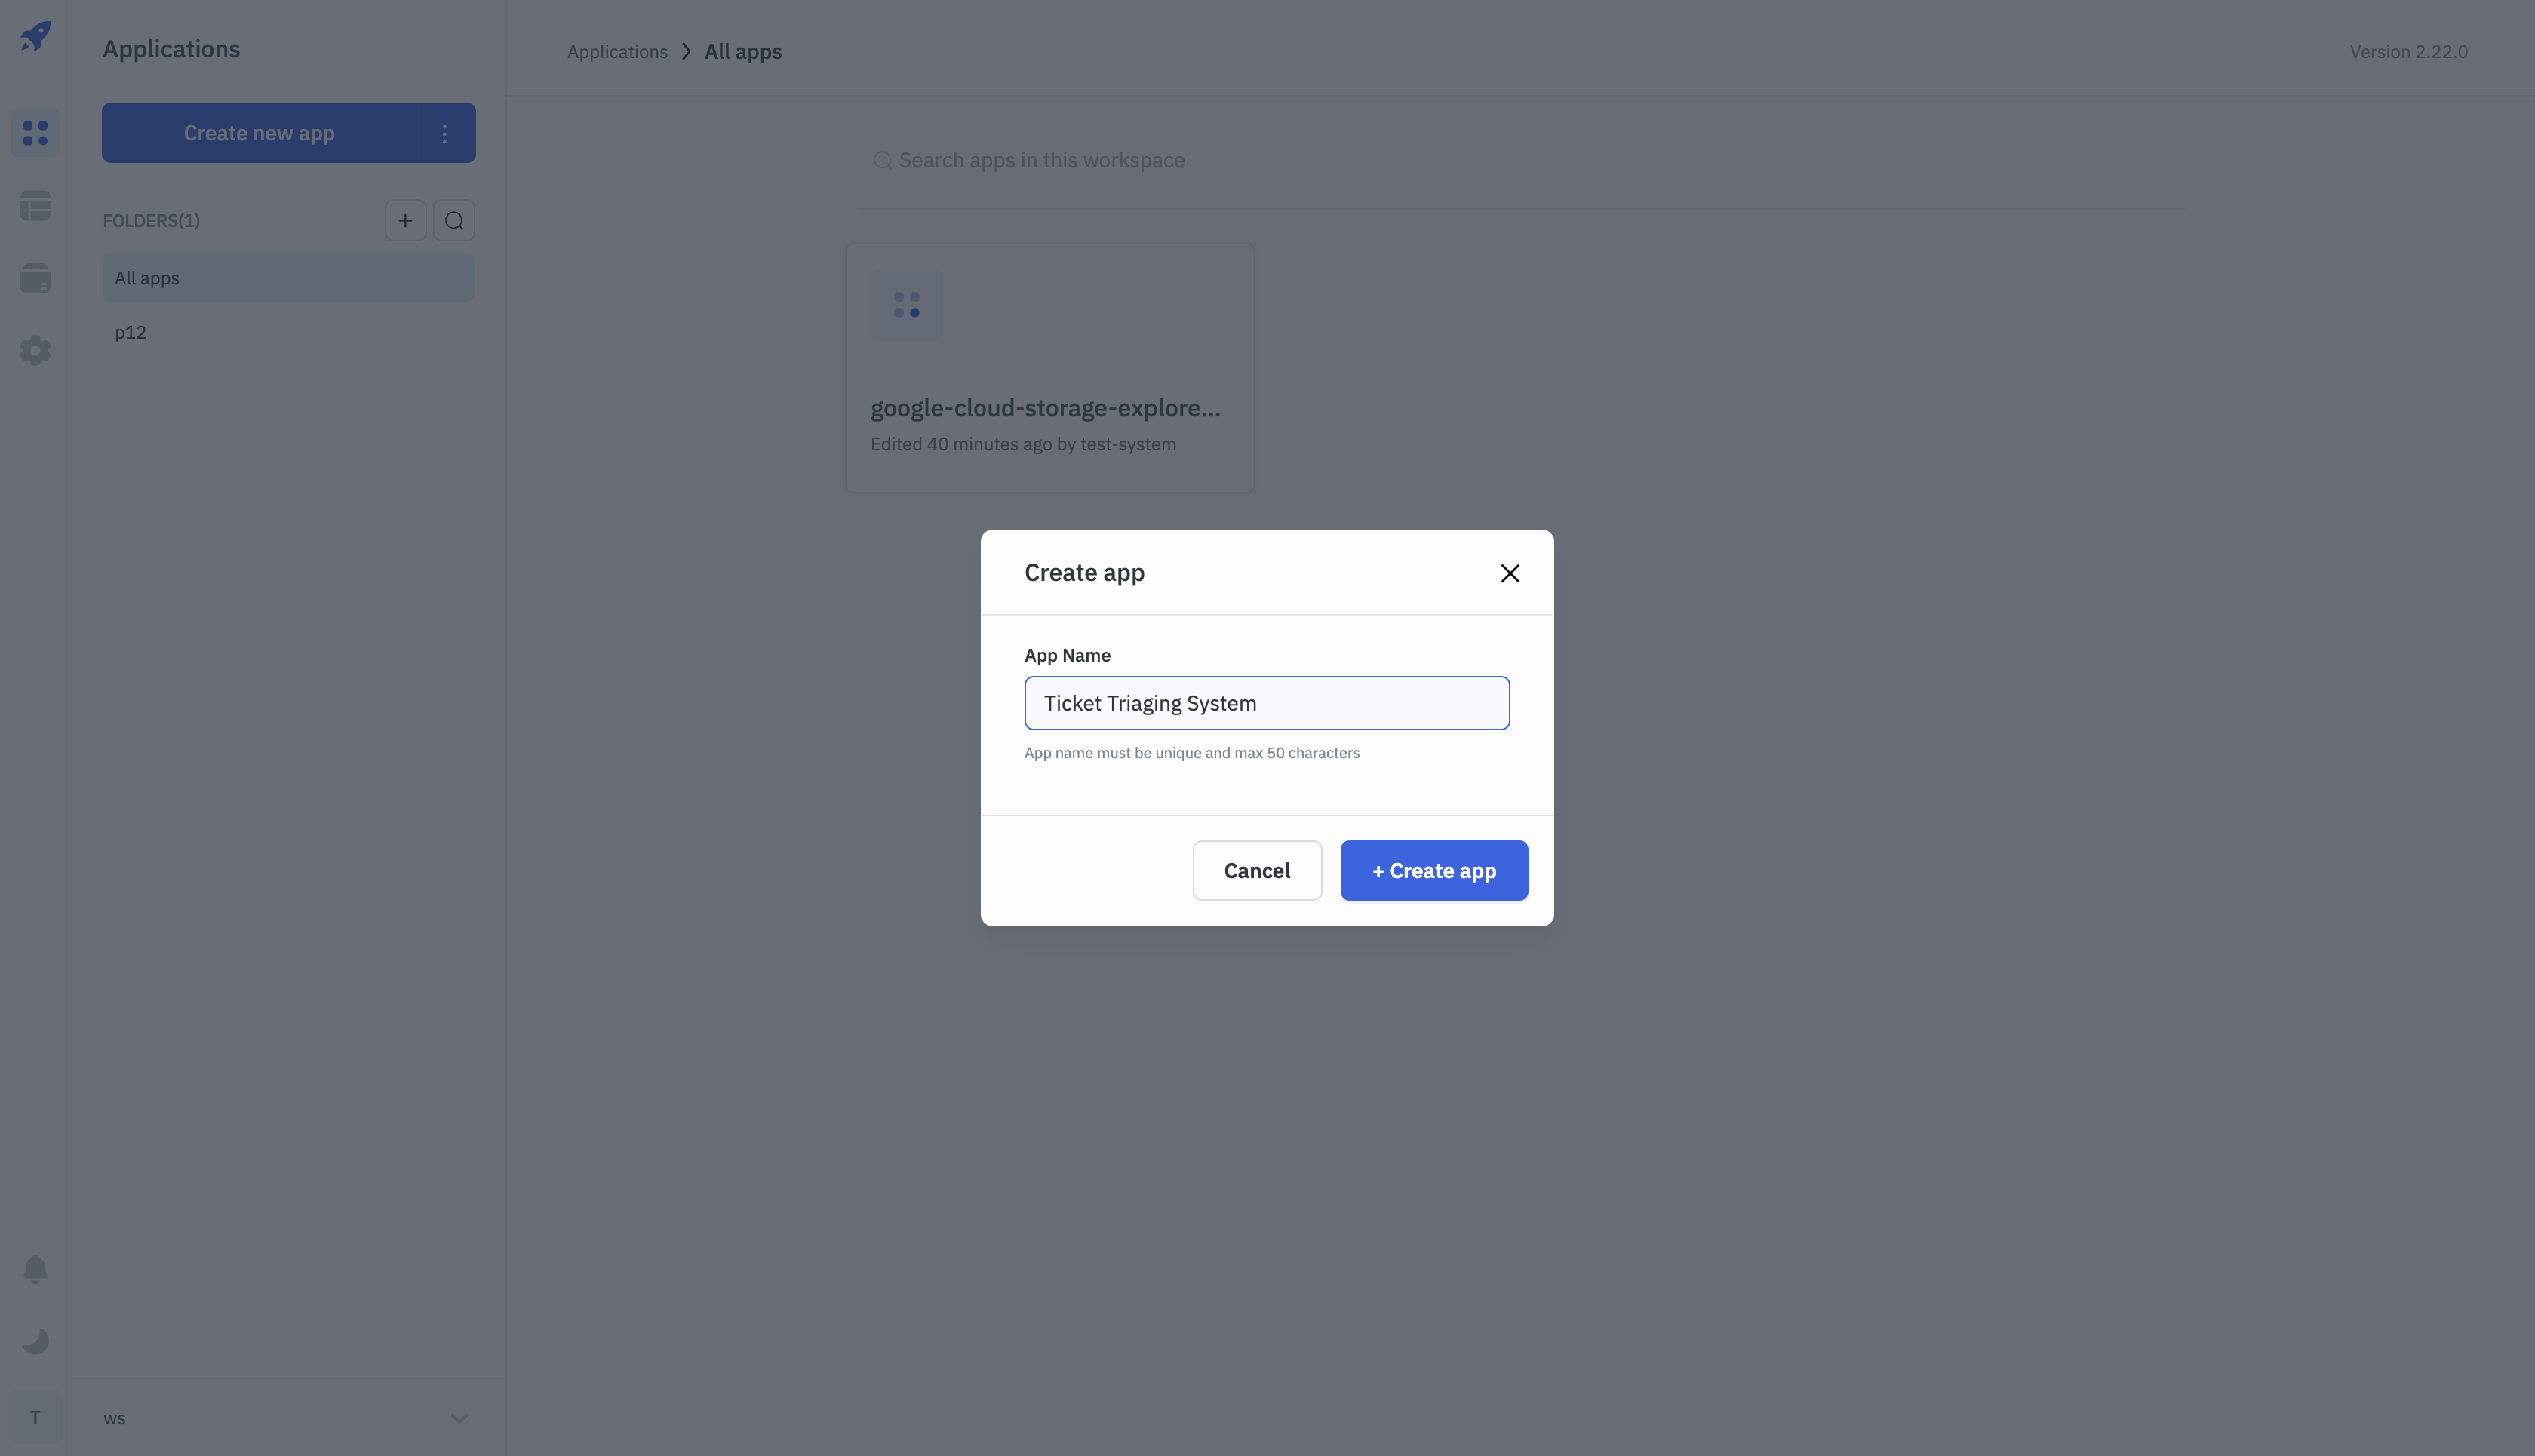 Applications
Create new app
FOLDERS(1)
All apps
p12
ws
T
Applications All apps
Version 2.22.0
Search apps in this workspace
google-cloud-storage-explore...
Edited 40 minutes ago by test-system
Create app
App Name
Ticket Triaging System
App name must be unique and max 50 characters
Cancel
+ Create app